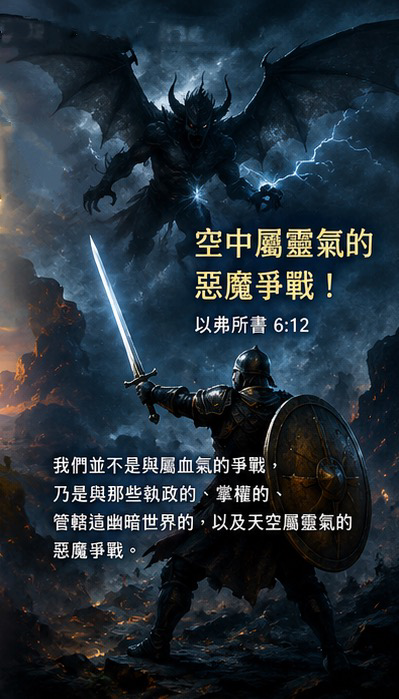 空中屬靈氣的
惡魔爭戰！
以弗所書 6:12
我們並不是與屬血氣的爭戰，
乃是與那些執政的、掌權的、
管轄這幽暗世界的，以及天空屬靈氣的
惡魔爭戰。